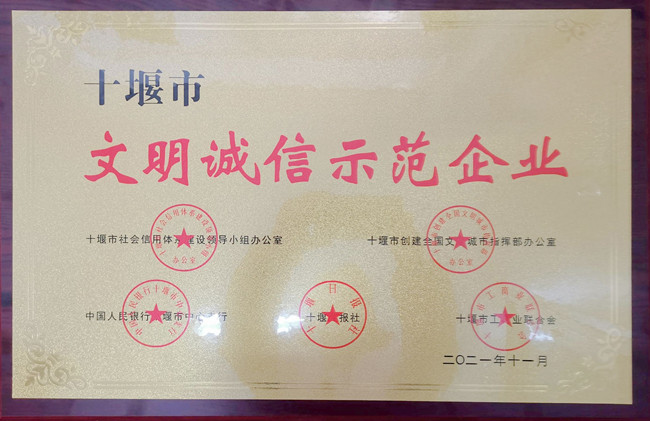 十堰市
文明诚信示范企业
十堰市社会信用体系建设领导小组办公室
十堰市创建全国文明城市指挥部办公室
中国人民银行十堰市中心支行
十堰日报社
十堰市工商业联合会
二〇二一年十一月